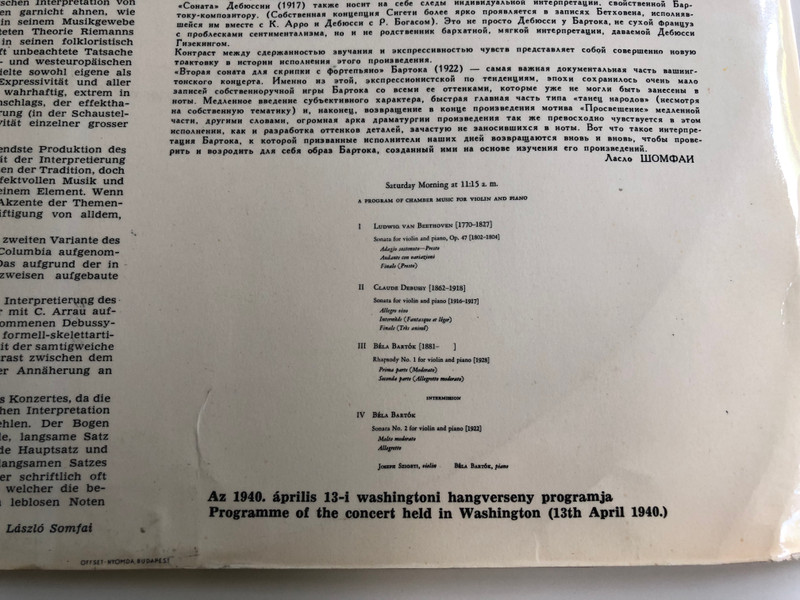 schen Interpretation von
en garnicht ahnen, wie
in seinem Musikgewebe
teten Theorie Riemanns
in seinen folkloristisch
ft unbeachtete Tatsache
- und westeuropäischen
ielte sowohl eigene als
Expressivität und aller
wahrhaftig, extrem in
nschlags, der effektha-
rung (in der Schaustel-
vität einzelner grosser
endste Produktion des
it der Interpretierung
en der Tradition, doch
fektvollen Musik und
einem Element. Wenn
Akzente der Themen-
iftigung von alldem,
zweiten Variante des
Columbia aufgenom-
Das aufgrund der in
zweisen aufgebaute
Interpretierung des
r mit C. Arrau auf-
ommenen Debussy-
formell-skelettarti-
it der samtigweiche
rast zwischen dem
er Annäherung an
s Konzertes, da die
hen Interpretation
ehlen. Der Bogen
le, langsame Satz
de Hauptsatz und
langsamen Satzes
er schriftlich oft
welcher die be-
leblosen Noten
László Somfai
OFFSET-NYOMDA, BUDAPEST
«Соната» Дебюссии (1917) также носит на себе следм индивидуальной интерпретации, свойственной Бар-
току-композитору. (Собственная концепция Сигети более ярко проявляется в записях Бетховена, исполняв-
шейся им вместе с К. Арро и Дебюсси с Р. Богасом). Это не просто Дебюсси у Бартока, не сухой француз
с проблесками сентиментализма, но и не родственник бархатной, мягкой интерпретации, даваемой Дебюсси
Гизекингом.
Контраст между сдержанностью звучания и экспрессивностью чувств представляет собой совершенно новую
трактовку в истории исполнения этого произведения.
«Вторая соната для скрипки с фортепьяно» Бартока (1922) — самая важная документальная часть вашинг-
тонского концерта. Именно из этой, экспрессионистской по тенденциям, эпохи сохранилось очень мало
записей собственноручной игры Бартока со всеми ее оттенками, которые уже не могли быть занесены в
ноты. Медленное введение субъективного характера, быстрая главная часть типа «танец народов» (несмотря
на собственную тематику) и, наконец, возвращение в конце произведения мотива «Просвещение» медленной
части, другим словами, огромная арка драматургии произведения так же превосходно чувствуется в этом
исполнении, как и разработка оттенков деталей, зачастую не заносившихся в ноты. Вот что такое интерпре-
тация Бартока, к которой призванные исполнители наших дней возвращаются вновь и вновь, чтобы прове-
рить и возродить для себя образ Бартока, созданный ими на основе изучения его произведений.
Ласло ШОМФАИ
Saturday Morning at 11:15 a. m.
A PROGRAM OF CHAMBER MUSIC FOR VIOLIN AND PIANO
I LUDWIG VAN BEETHOVEN [1770-1827]
Sonata for violin and piano, Op. 47 [1802-1804]
Adagio sostenuto—Presto
Andante con variazioni
Finale (Presto)
II CLAUDE DEBUSSY [1862-1918]
Sonata for violin and piano [1916-1917]
Allegro vivo
Intermède (Fantasque et léger)
Finale (Très animé)
III BÉLA BARTÓK [1881- ]
Rhapsody No. 1 for violin and piano [1928]
Prima parte (Moderato)
Seconda parte (Allegretto moderato)
INTERMISSION
IV BÉLA BARTÓK
Sonata No. 2 for violin and piano [1922]
Molto moderato
Allegretto
JOSEPH SZIGETI, violin BÉLA BARTÓK, piano
Az 1940. április 13-i washingtoni hangverseny programja
Programme of the concert held in Washington (13th April 1940.)